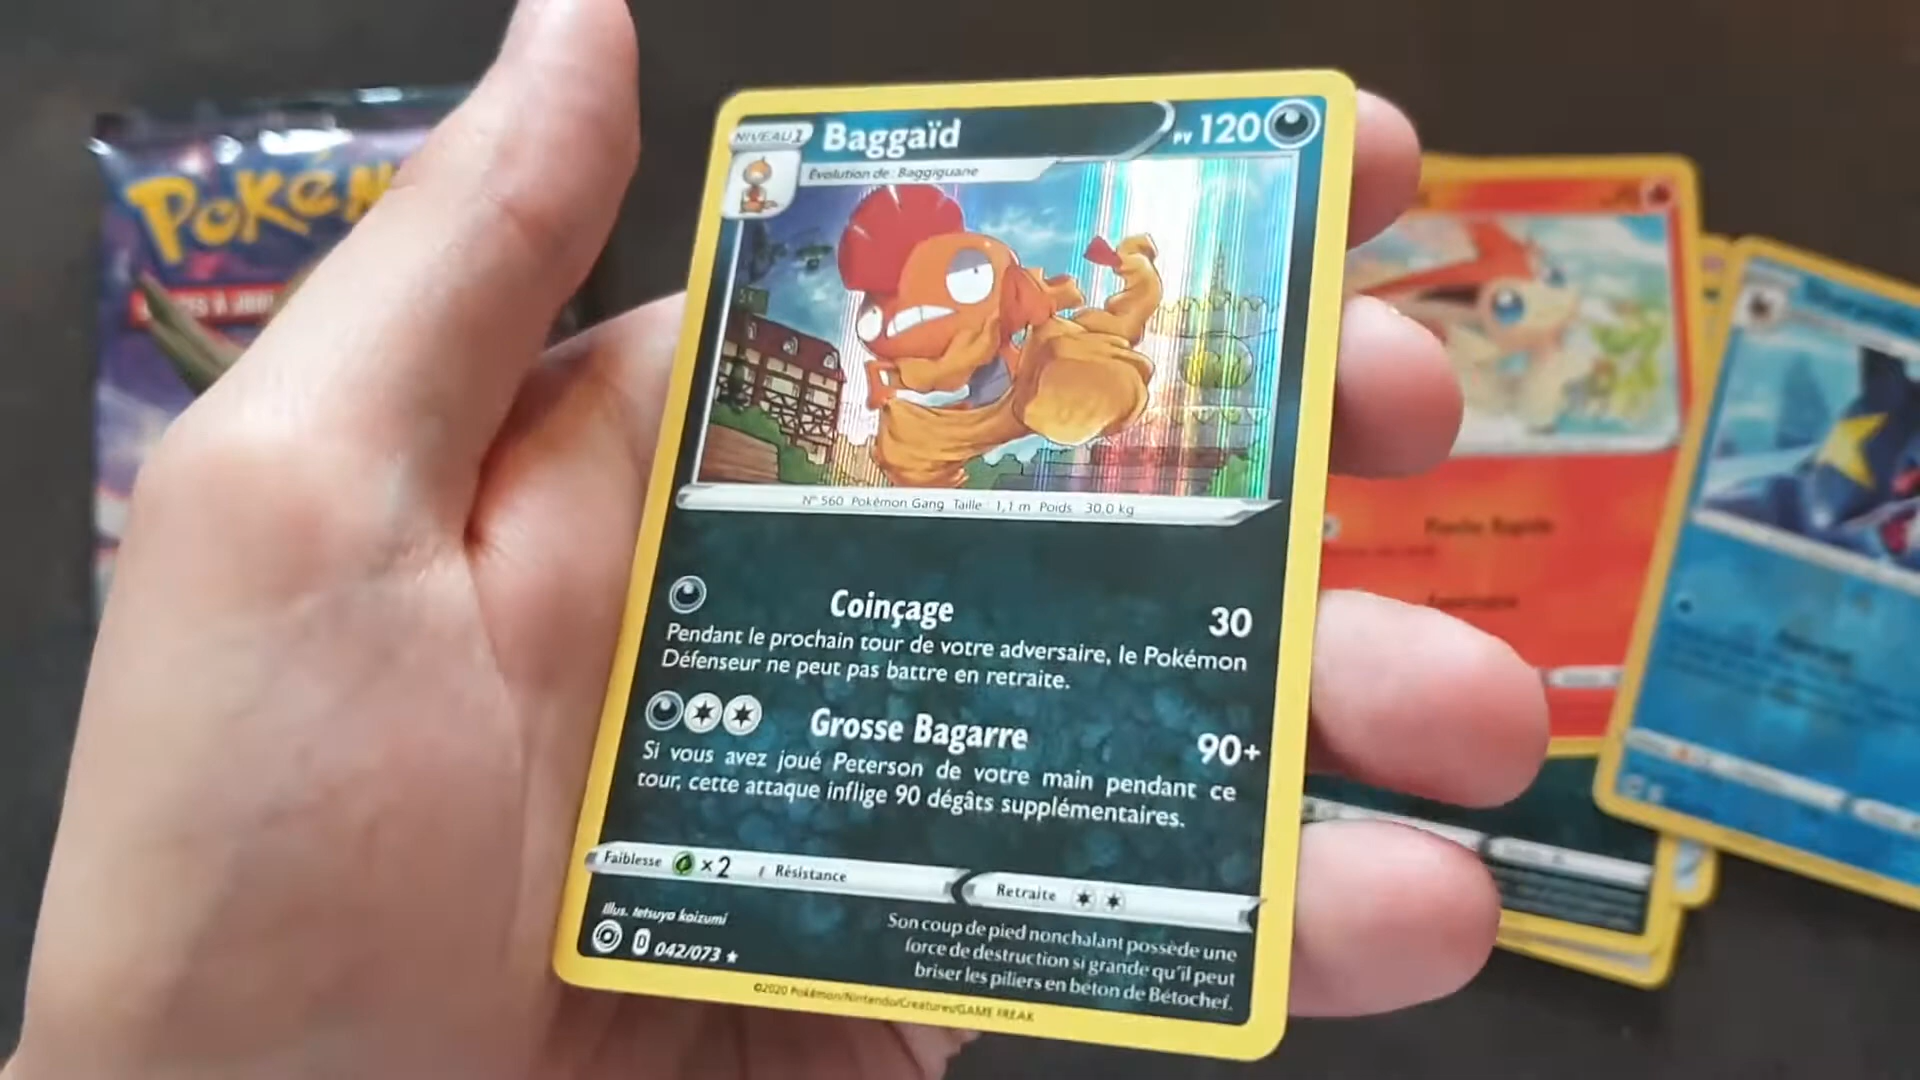 NIVEAU 1
Baggaïd
PV 120
Évolution de : Baggiguane
N° 560 Pokémon Gang Taille : 1,1 m Poids : 30.0 kg
Coinçage 30
Pendant le prochain tour de votre adversaire, le Pokémon
Défenseur ne peut pas battre en retraite.
Grosse Bagarre 90+
Si vous avez joué Peterson de votre main pendant ce
tour, cette attaque inflige 90 dégâts supplémentaires.
Faiblesse ×2 Résistance Retraite
Illus. tetsuya koizumi
D 042/073
Son coup de pied nonchalant possède une
force de destruction si grande qu'il peut
briser les piliers en béton de Bétochef.
©2020 Pokémon/Nintendo/Creatures/GAME FREAK
POKÉM